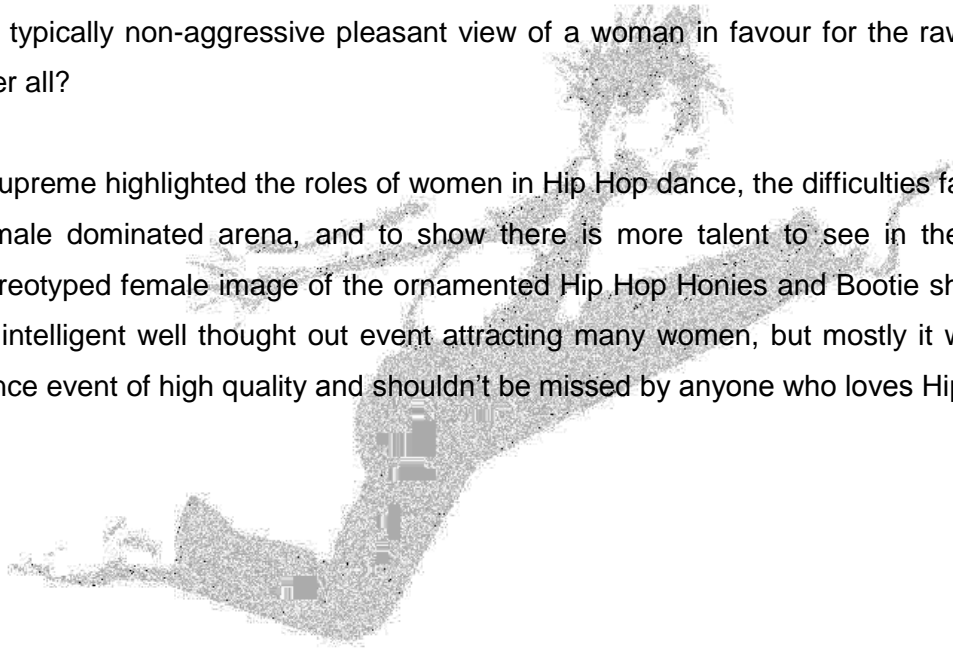 typically non-aggressive pleasant view of a woman in favour for the raw
er all?
upreme highlighted the roles of women in Hip Hop dance, the difficulties fa
male dominated arena, and to show there is more talent to see in the
reotyped female image of the ornamented Hip Hop Honies and Bootie sh
intelligent well thought out event attracting many women, but mostly it w
nce event of high quality and shouldn't be missed by anyone who loves Hip